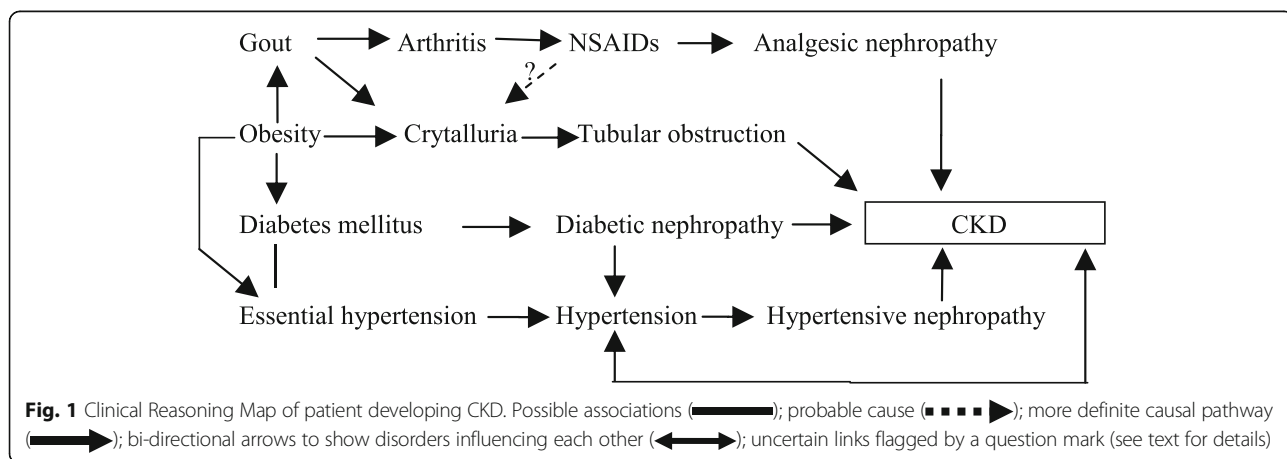 Gout Arthritis NSAIDs Analgesic nephropathy
?
Obesity Crytalluria Tubular obstruction
Diabetes mellitus Diabetic nephropathy CKD
Essential hypertension Hypertension Hypertensive nephropathy
Fig. 1 Clinical Reasoning Map of patient developing CKD. Possible associations ( ); probable cause ( ); more definite causal pathway
( ); bi-directional arrows to show disorders influencing each other ( ); uncertain links flagged by a question mark (see text for details)